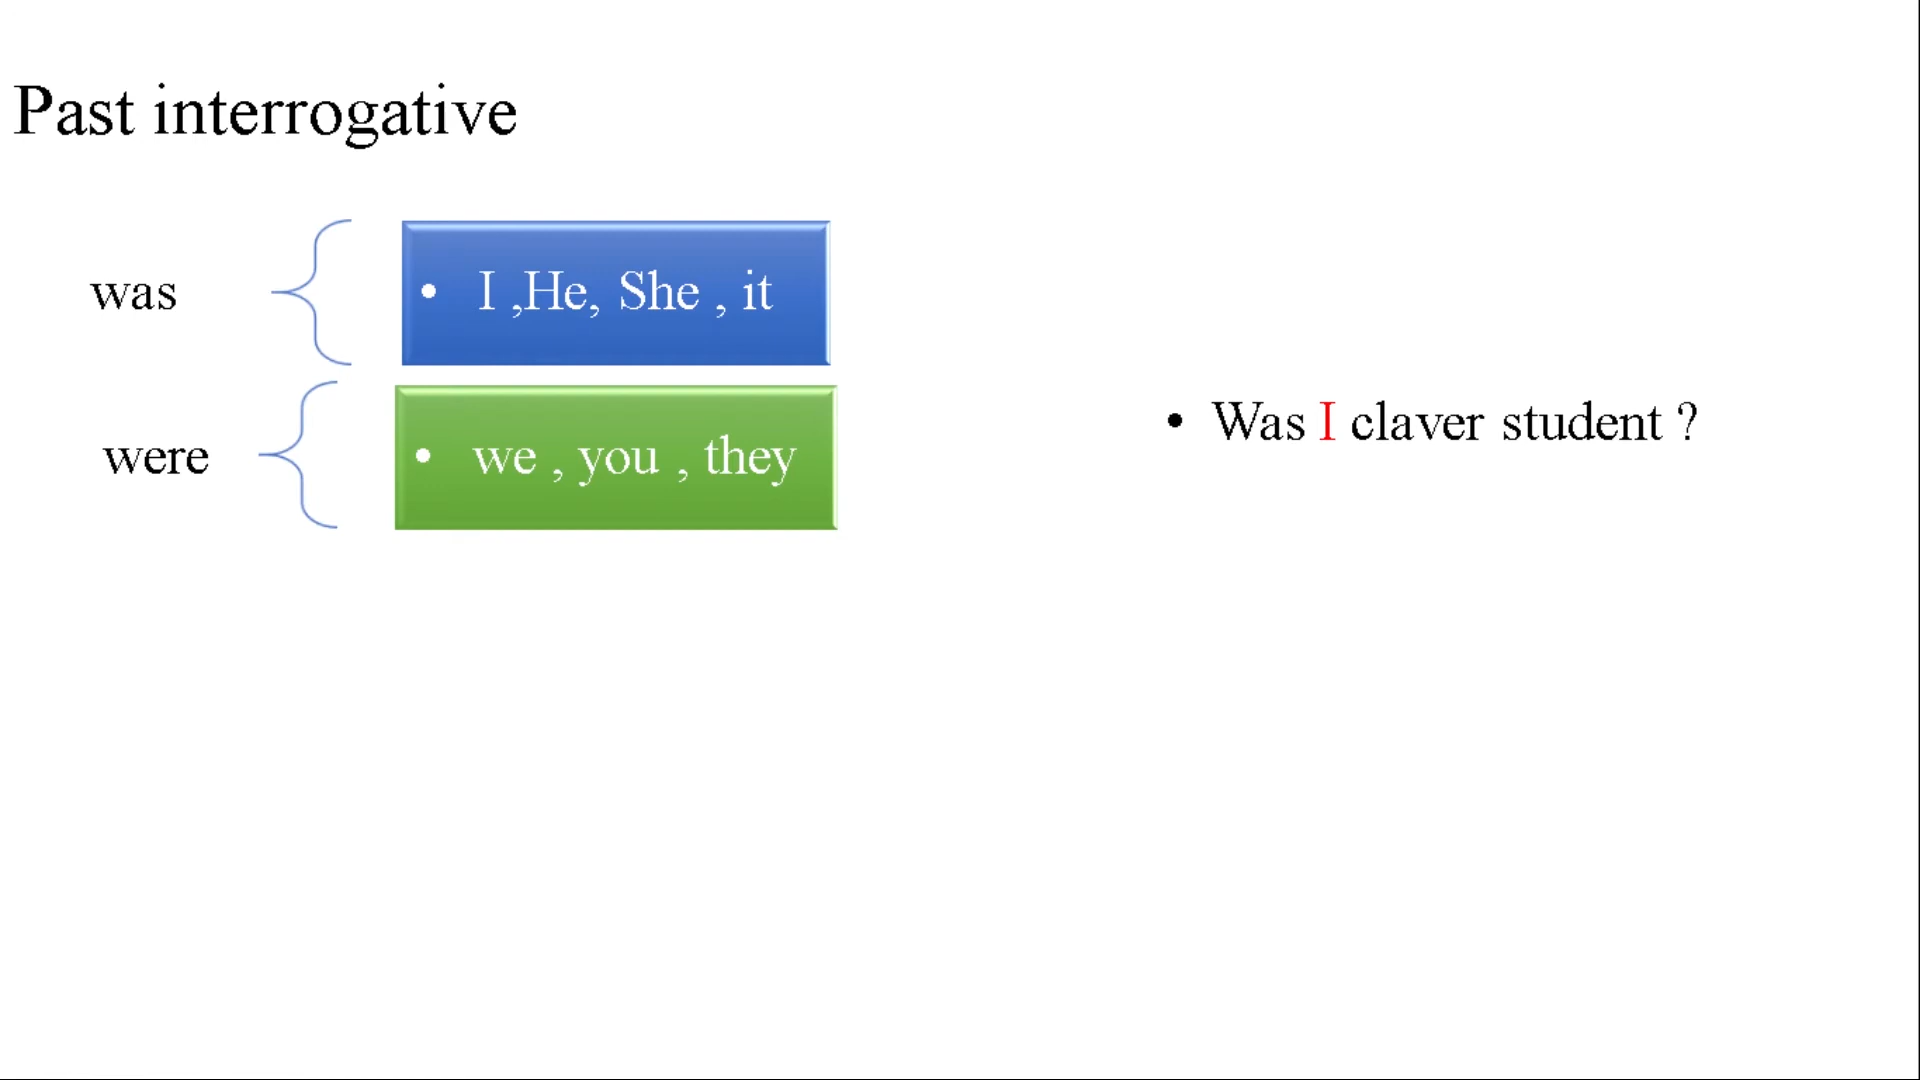 Past interrogative
was
• I ,He, She , it
were
• we , you , they
• Was I claver student ?